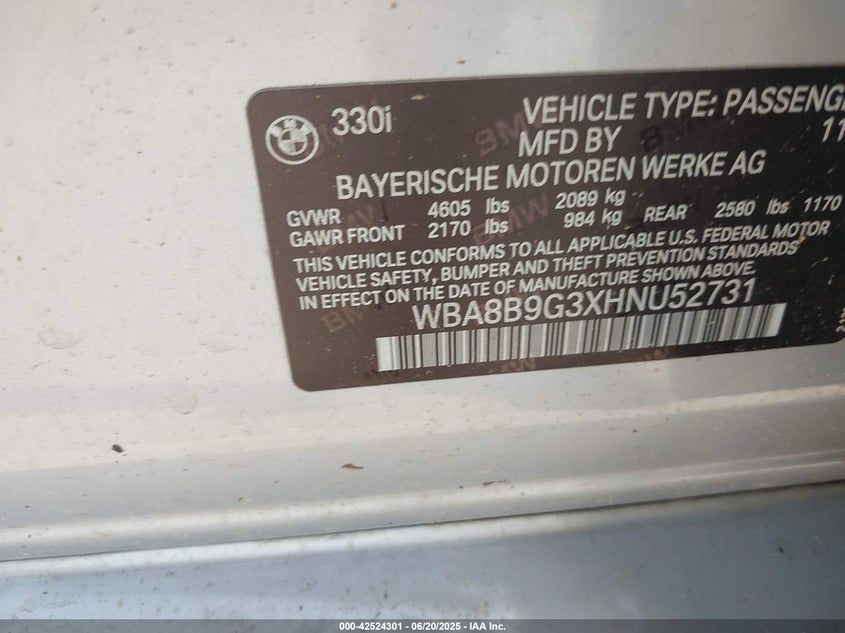 330i
VEHICLE TYPE: PASSENG
MFD BY
11
BAYERISCHE MOTOREN WERKE AG
GVWR 4605 lbs 2089 kg
GAWR FRONT 2170 lbs 984 kg REAR 2580 lbs 1170
THIS VEHICLE CONFORMS TO ALL APPLICABLE U.S. FEDERAL MOTOR
VEHICLE SAFETY, BUMPER AND THEFT PREVENTION STANDARDS
IN EFFECT ON THE DATE OF MANUFACTURE SHOWN ABOVE.
WBA8B9G3XHNU52731
000-42524301 - 06/20/2025 - IAA Inc.